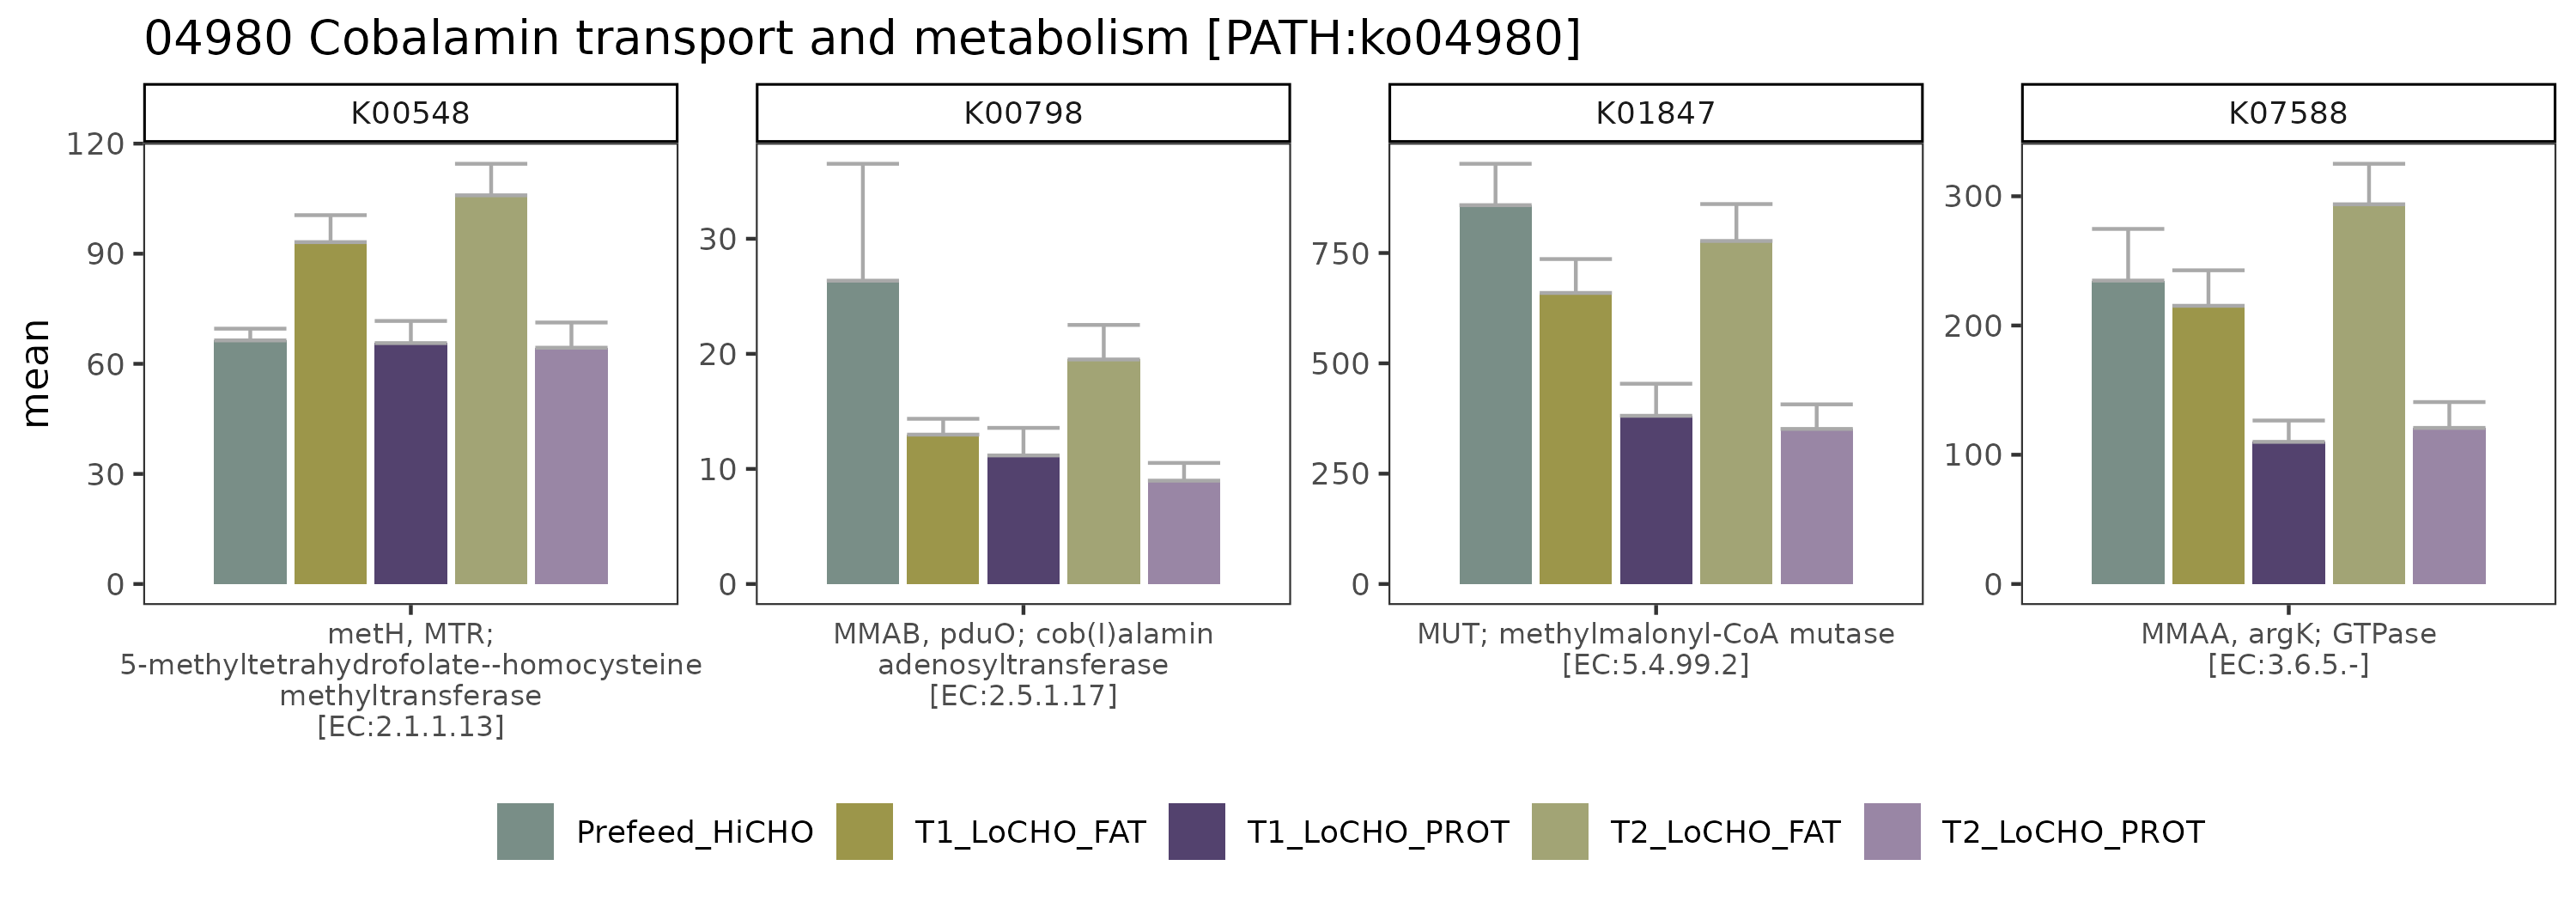 04980 Cobalamin transport and metabolism [PATH:ko04980]
K00548
K00798
K01847
K07588
mean
120
90
60
30
0
30
20
10
0
750
500
250
0
300
200
100
0
metH, MTR;
5-methyltetrahydrofolate--homocysteine
methyltransferase
[EC:2.1.1.13]
MMAB, pduO; cob(I)alamin
adenosyltransferase
[EC:2.5.1.17]
MUT; methylmalonyl-CoA mutase
[EC:5.4.99.2]
MMAA, argK; GTPase
[EC:3.6.5.-]
Prefeed_HiCHO
T1_LoCHO_FAT
T1_LoCHO_PROT
T2_LoCHO_FAT
T2_LoCHO_PROT